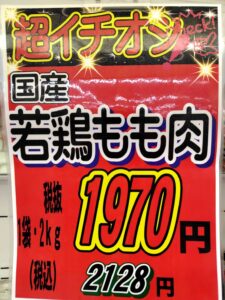 超イチオシ
check
国産
若鶏もも肉
税抜
1袋・2kg
1970円
(税込)
2128円